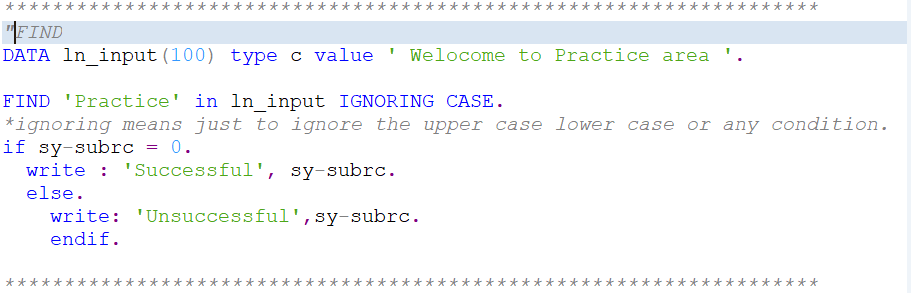 ********************************************************************
"FIND
DATA ln_input(100) type c value ' Welocome to Practice area '.
FIND 'Practice' in ln_input IGNORING CASE.
*ignoring means just to ignore the upper case lower case or any condition.
if sy-subrc = 0.
write : 'Successful', sy-subrc.
else.
write: 'Unsuccessful',sy-subrc.
endif.
********************************************************************